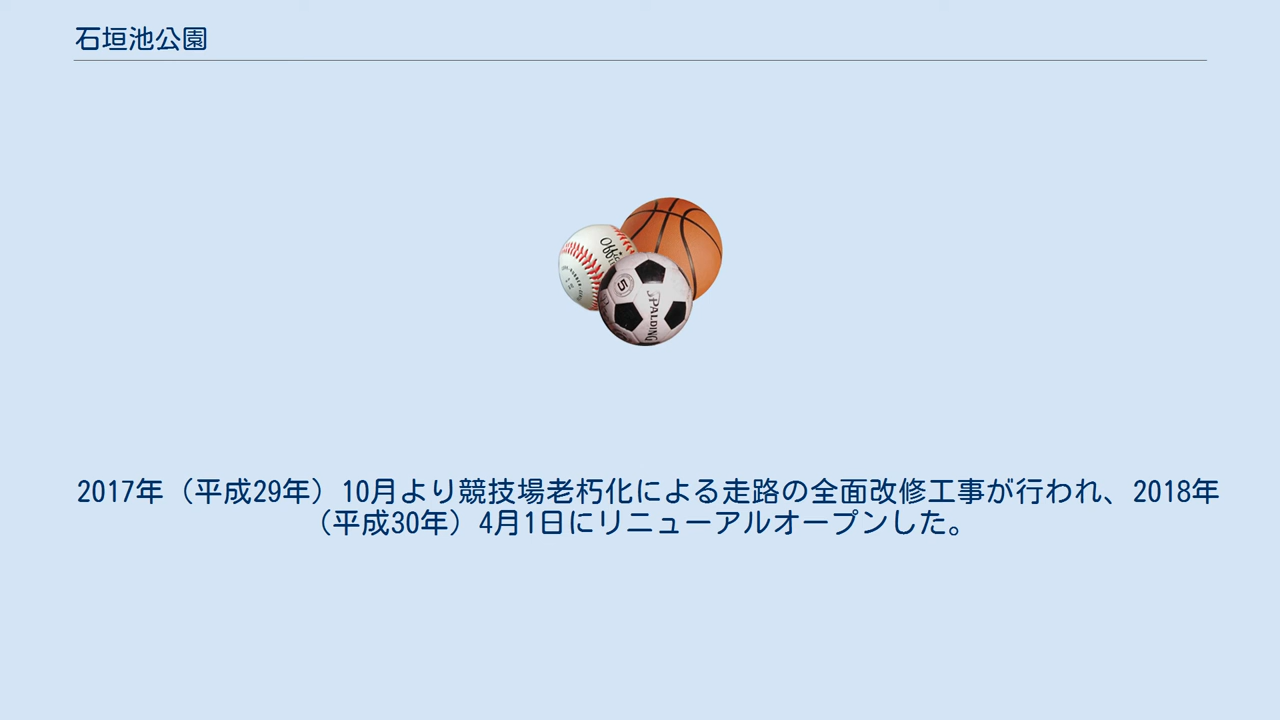 石垣池公園
Offic
5
SPALDING
2017年（平成29年）10月より競技場老朽化による走路の全面改修工事が行われ、2018年
（平成30年）4月1日にリニューアルオープンした。